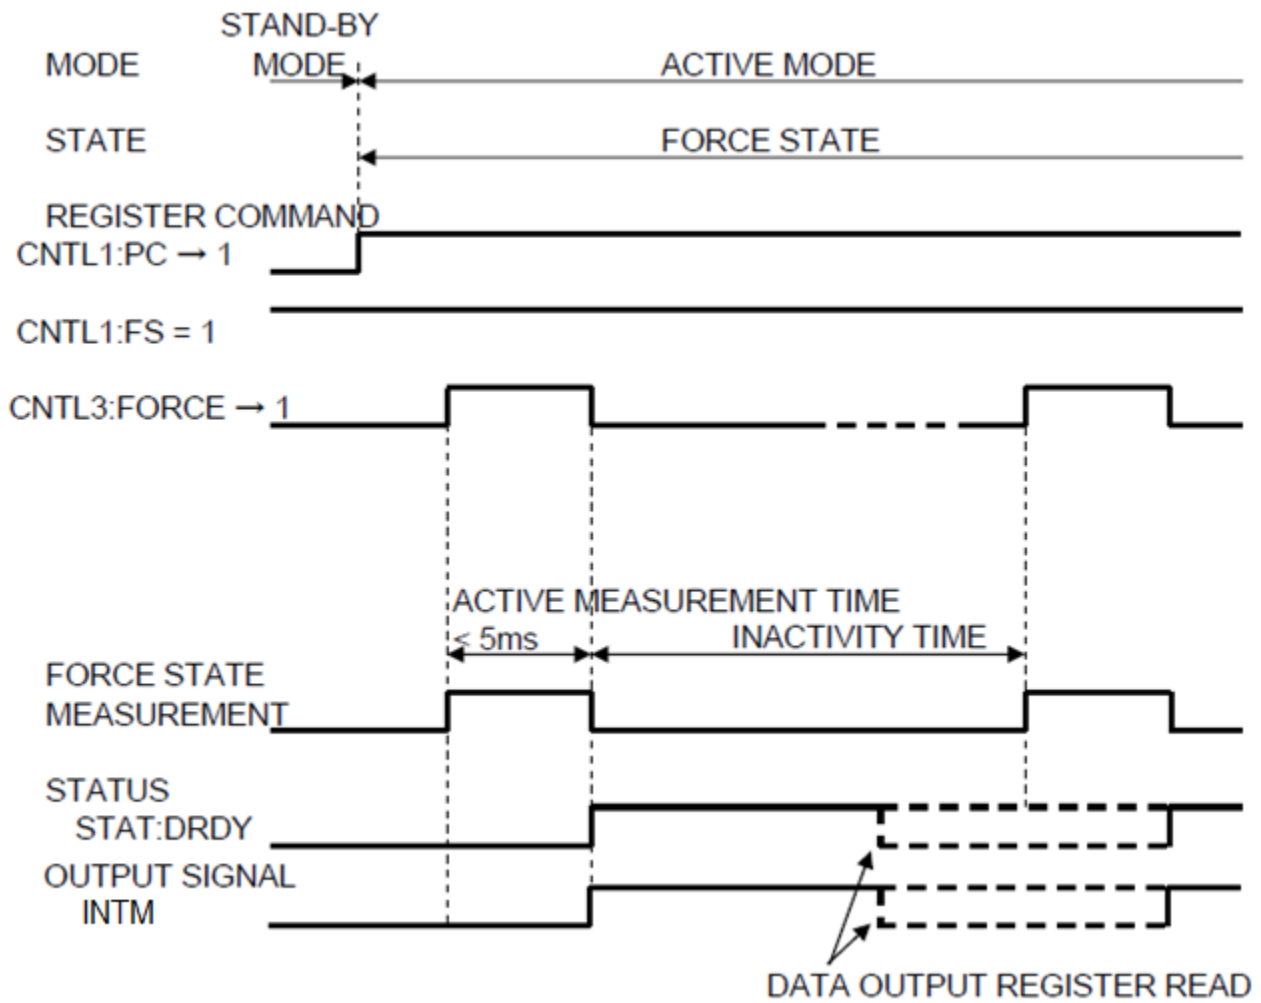 STAND-BY
MODE MODE ACTIVE MODE
STATE FORCE STATE
REGISTER COMMAND
CNTL1:PC → 1
CNTL1:FS = 1
CNTL3:FORCE → 1
ACTIVE MEASUREMENT TIME
< 5ms INACTIVITY TIME
FORCE STATE
MEASUREMENT
STATUS
STAT:DRDY
OUTPUT SIGNAL
INTM
DATA OUTPUT REGISTER READ